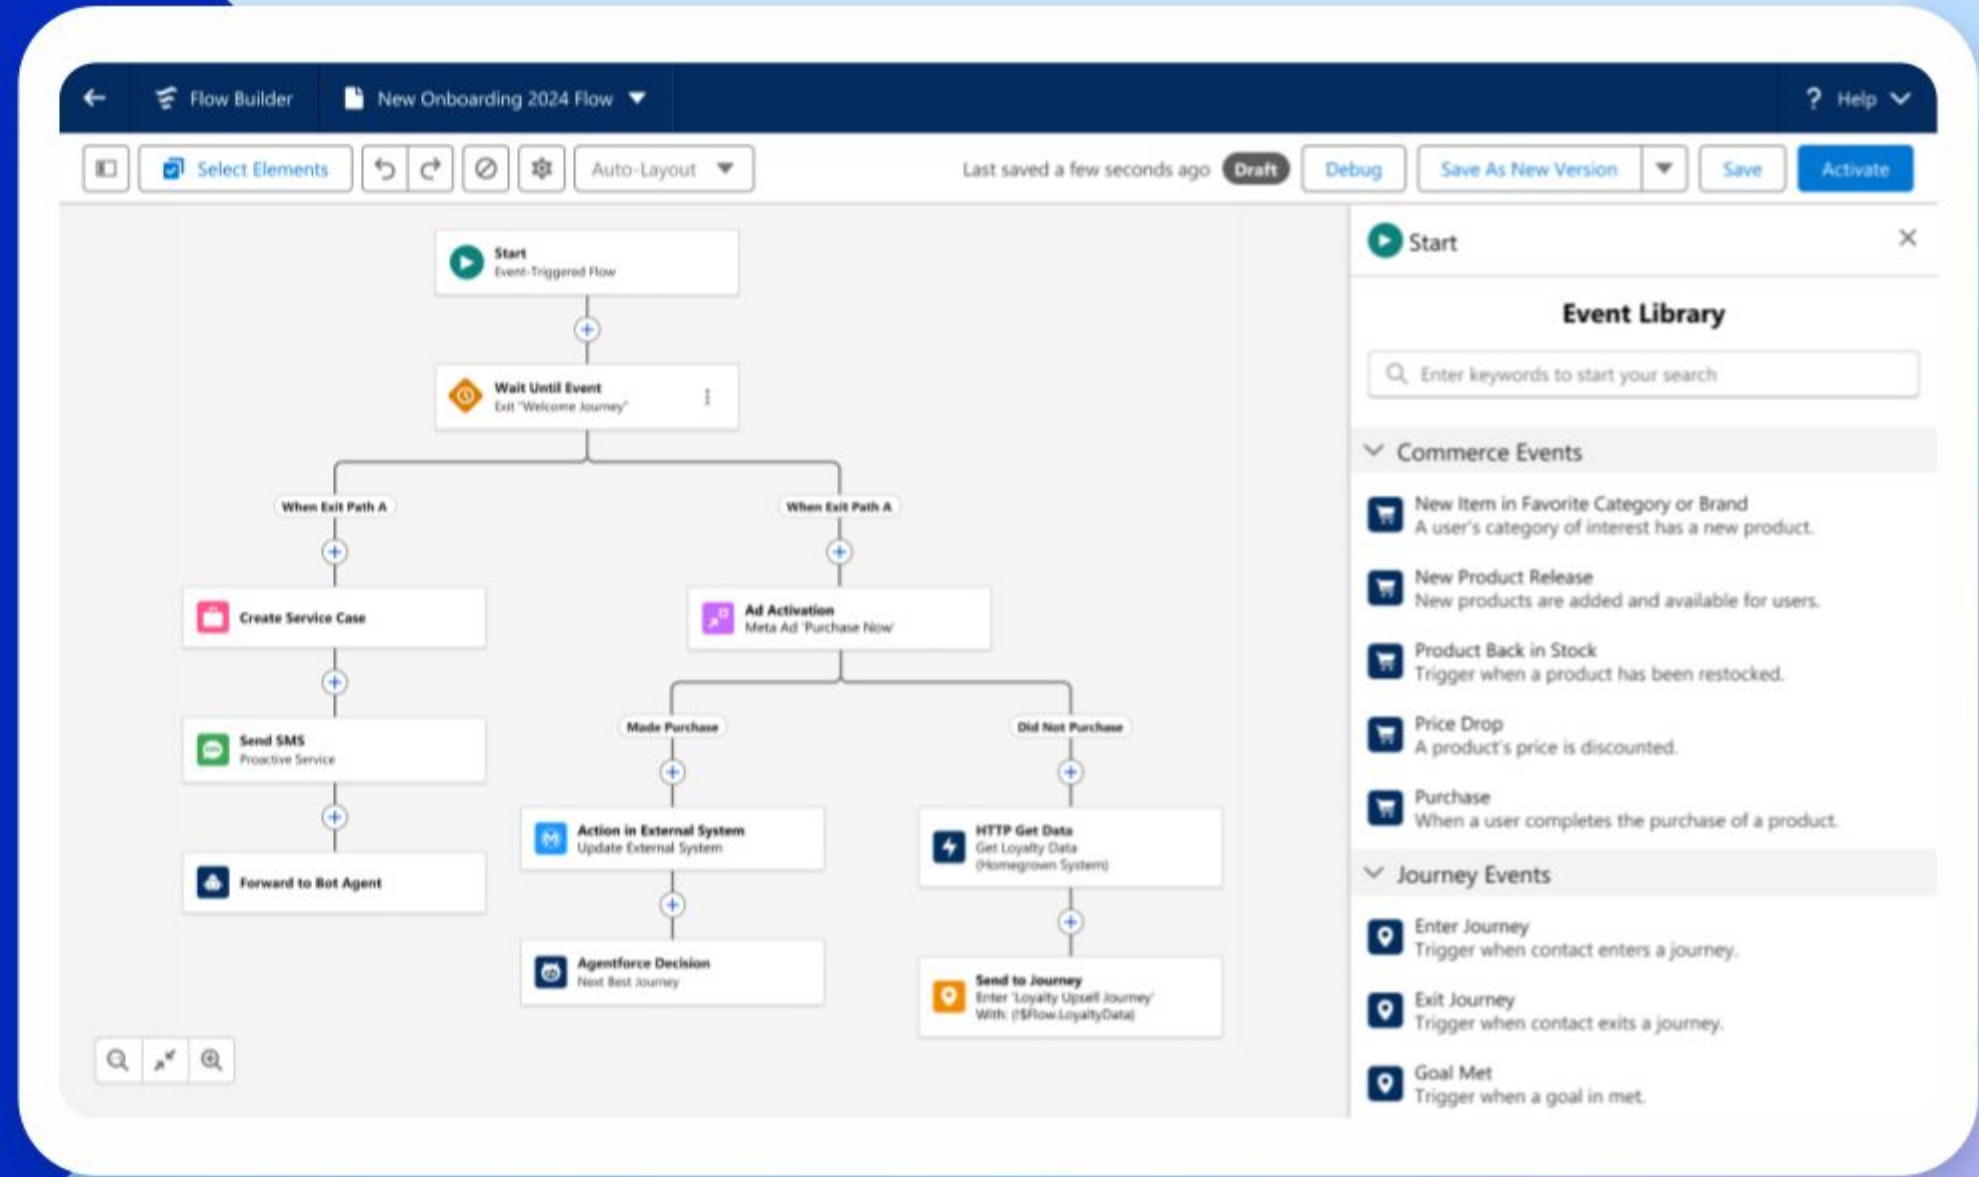 Flow Builder
New Onboarding 2024 Flow
? Help
Select Elements
Auto-Layout
Last saved a few seconds ago
Draft
Debug
Save As New Version
Save
Activate
Start
Event-Triggered Flow
Wait Until Event
Exit "Welcome Journey"
When Exit Path A
When Exit Path A
Create Service Case
Ad Activation
Meta Ad 'Purchase Now'
Send SMS
Proactive Service
Made Purchase
Did Not Purchase
Forward to Bot Agent
Action in External System
Update External System
HTTP Get Data
Get Loyalty Data
(Homegrown System)
Agentforce Decision
Next Best Journey
Send to Journey
Enter 'Loyalty Upsell Journey'
With: {!$Flow.LoyaltyData}
Start
Event Library
Enter keywords to start your search
Commerce Events
New Item in Favorite Category or Brand
A user's category of interest has a new product.
New Product Release
New products are added and available for users.
Product Back in Stock
Trigger when a product has been restocked.
Price Drop
A product's price is discounted.
Purchase
When a user completes the purchase of a product.
Journey Events
Enter Journey
Trigger when contact enters a journey.
Exit Journey
Trigger when contact exits a journey.
Goal Met
Trigger when a goal in met.